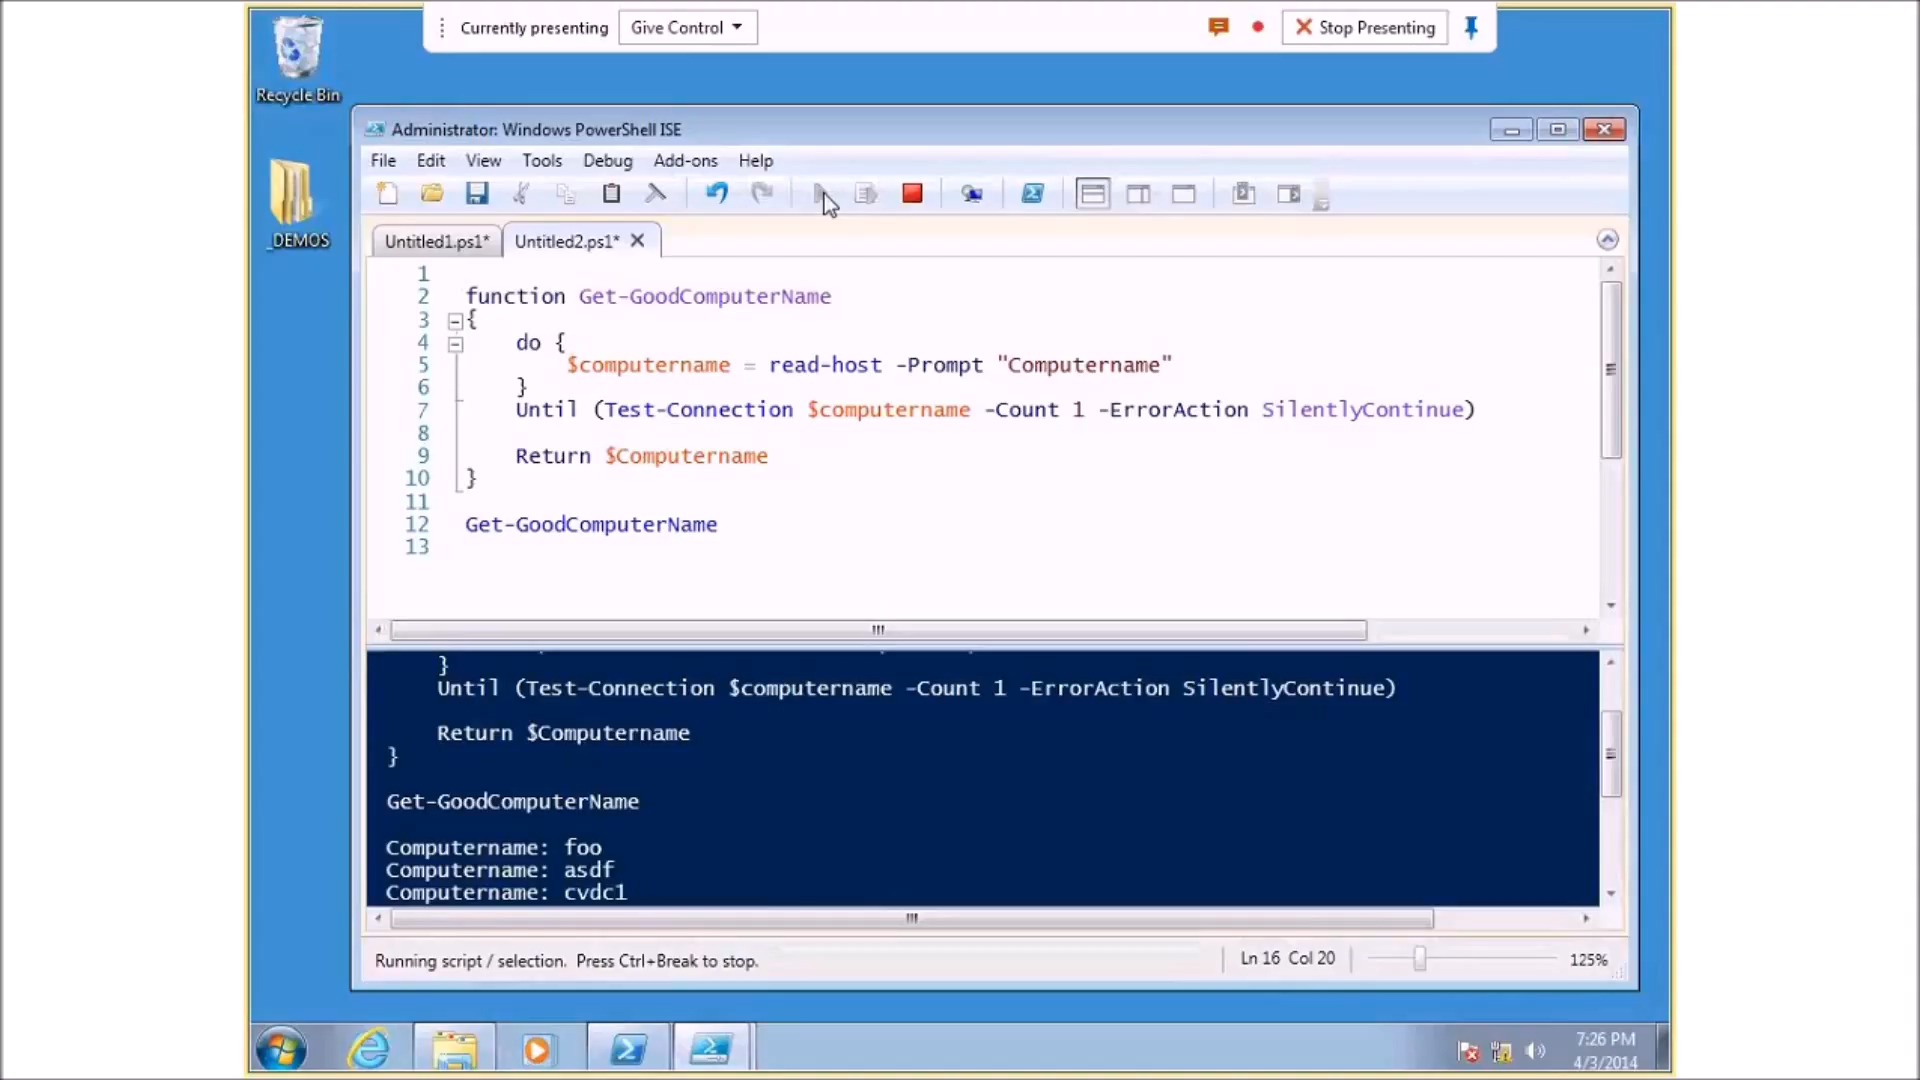 Currently presenting
Give Control
Stop Presenting
Recycle Bin
_DEMOS
Administrator: Windows PowerShell ISE
File Edit View Tools Debug Add-ons Help
Untitled1.ps1*
Untitled2.ps1*
1
2 function Get-GoodComputerName
3 {
4 do {
5 $computername = read-host -Prompt "Computername"
6 }
7 Until (Test-Connection $computername -Count 1 -ErrorAction SilentlyContinue)
8
9 Return $Computername
10 }
11
12 Get-GoodComputerName
13
}
Until (Test-Connection $computername -Count 1 -ErrorAction SilentlyContinue)
Return $Computername
}
Get-GoodComputerName
Computername: foo
Computername: asdf
Computername: cvdc1
Running script / selection. Press Ctrl+Break to stop.
Ln 16 Col 20
125%
7:26 PM
4/3/2014